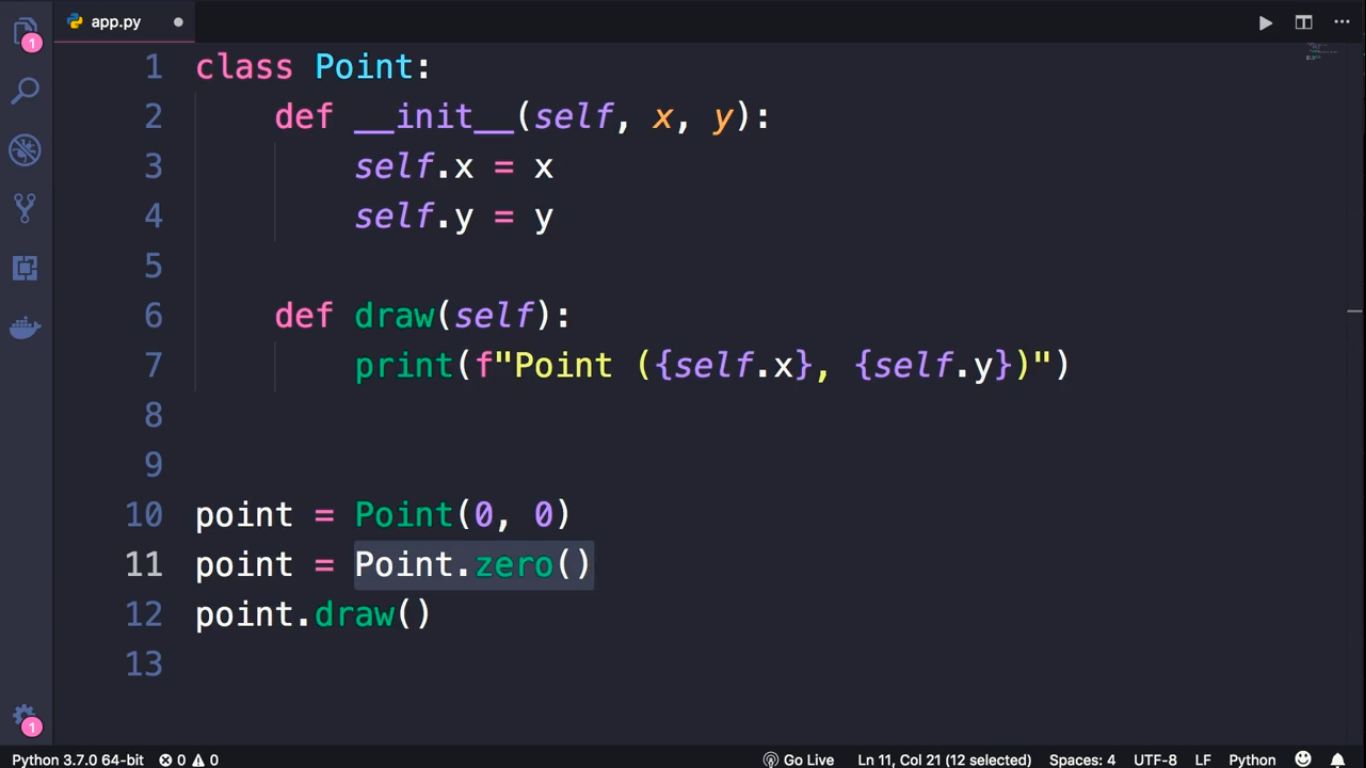 app.py
1 class Point:
2     def __init__(self, x, y):
3         self.x = x
4         self.y = y
5
6     def draw(self):
7         print(f"Point ({self.x}, {self.y})")
8
9
10 point = Point(0, 0)
11 point = Point.zero()
12 point.draw()
13
1
1
Python 3.7.0 64-bit 0 0 Go Live Ln 11, Col 21 (12 selected) Spaces: 4 UTF-8 LF Python